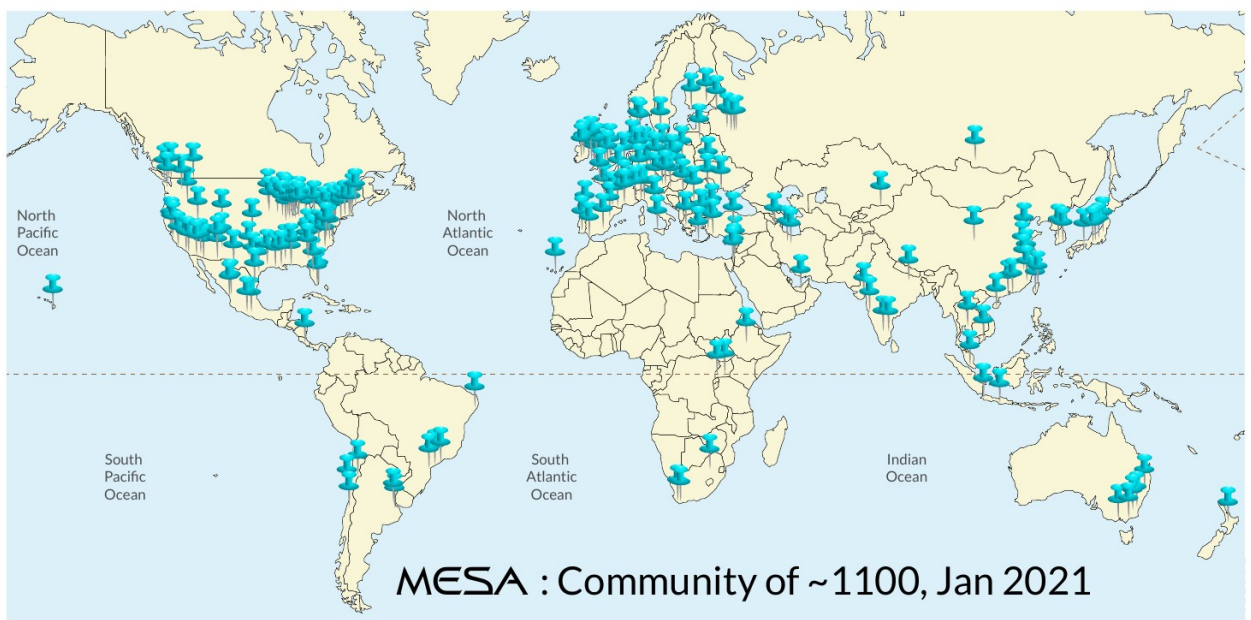 North
Pacific
Ocean
North
Atlantic
Ocean
South
Pacific
Ocean
South
Atlantic
Ocean
Indian
Ocean
MESA : Community of ~1100, Jan 2021